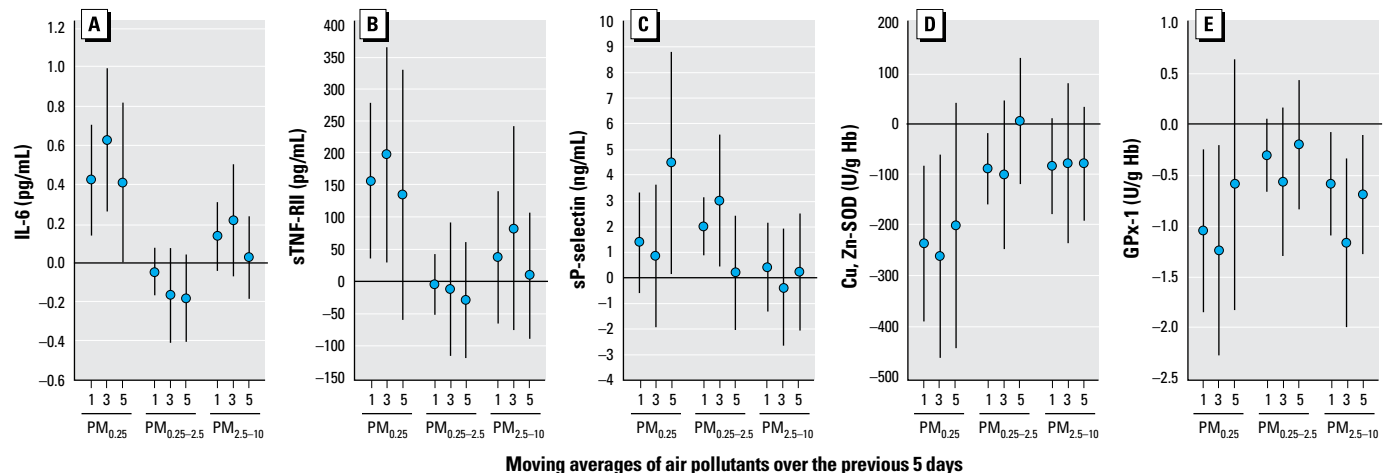 A
IL-6 (pg/mL)
1.2
1.0
0.8
0.6
0.4
0.2
0.0
–0.2
–0.4
–0.6
1 3 5 1 3 5 1 3 5
PM0.25 PM0.25–2.5 PM2.5–10
B
sTNF-RII (pg/mL)
400
350
300
250
200
150
100
50
0
–50
–100
–150
1 3 5 1 3 5 1 3 5
PM0.25 PM0.25–2.5 PM2.5–10
C
sP-selectin (ng/mL)
10
9
8
7
6
5
4
3
2
1
0
–1
–2
–3
–4
1 3 5 1 3 5 1 3 5
PM0.25 PM0.25–2.5 PM2.5–10
D
Cu, Zn-SOD (U/g Hb)
200
100
0
–100
–200
–300
–400
–500
1 3 5 1 3 5 1 3 5
PM0.25 PM0.25–2.5 PM2.5–10
E
GPx-1 (U/g Hb)
1.0
0.5
0.0
–0.5
–1.0
–1.5
–2.0
–2.5
1 3 5 1 3 5 1 3 5
PM0.25 PM0.25–2.5 PM2.5–10
Moving averages of air pollutants over the previous 5 days